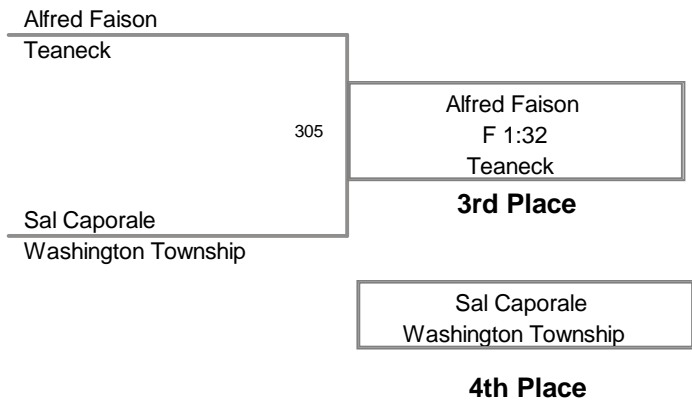 Alfred Faison
Teaneck
305
Alfred Faison
F 1:32
Teaneck
3rd Place
Sal Caporale
Washington Township
Sal Caporale
Washington Township
4th Place